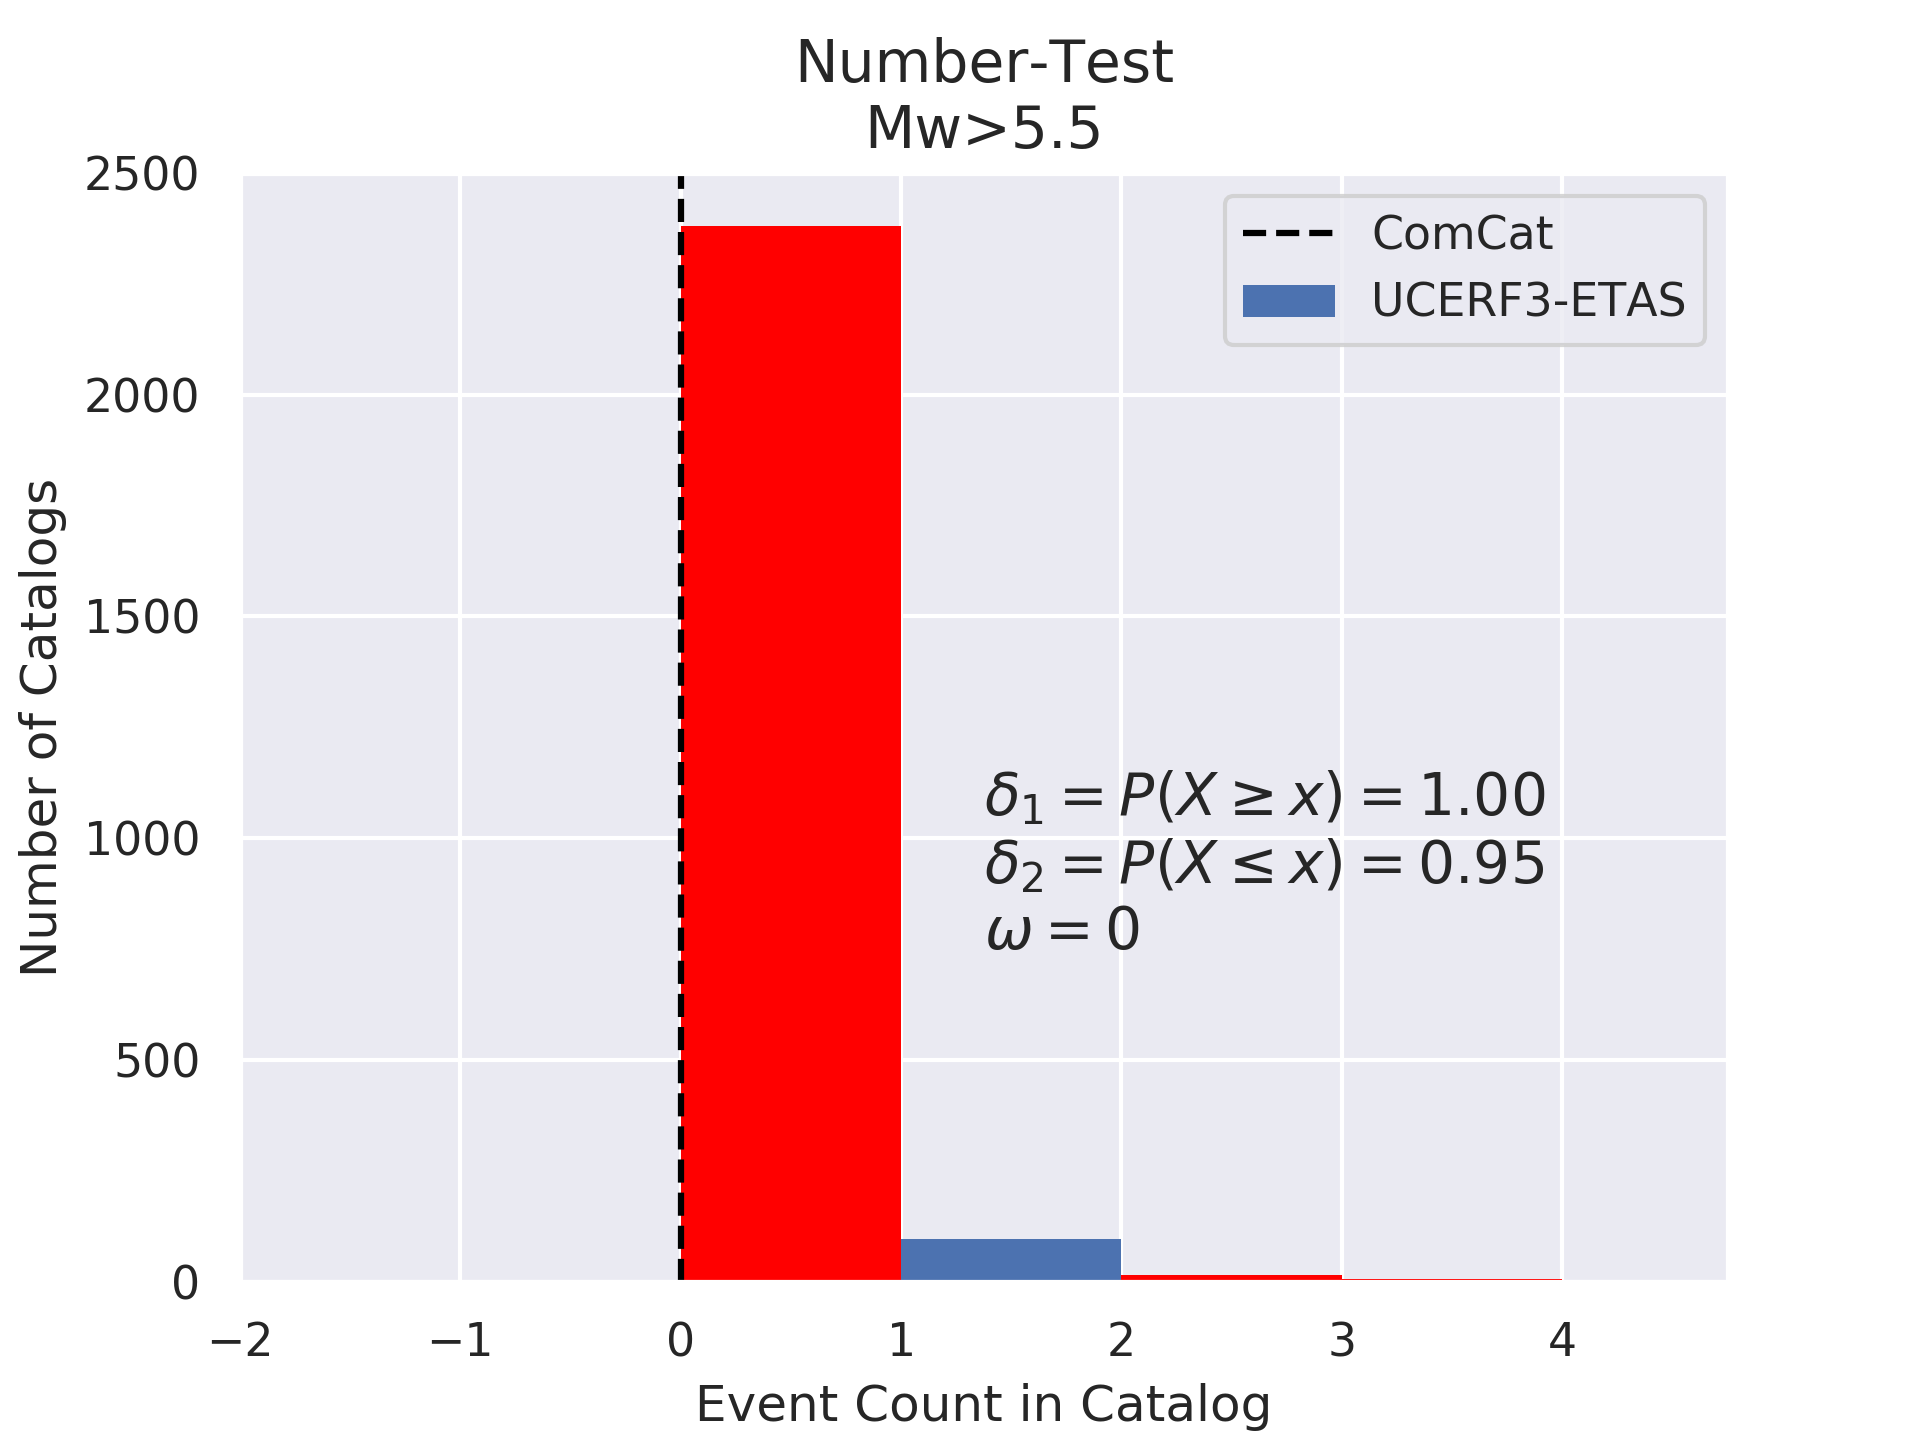 Number-Test
Mw>5.5
2500
2000
1500
1000
500
0
Number of Catalogs
ComCat
UCERF3-ETAS
δ₁ = P(X ≥ x) = 1.00
δ₂ = P(X ≤ x) = 0.95
ω = 0
−2 −1 0 1 2 3 4
Event Count in Catalog